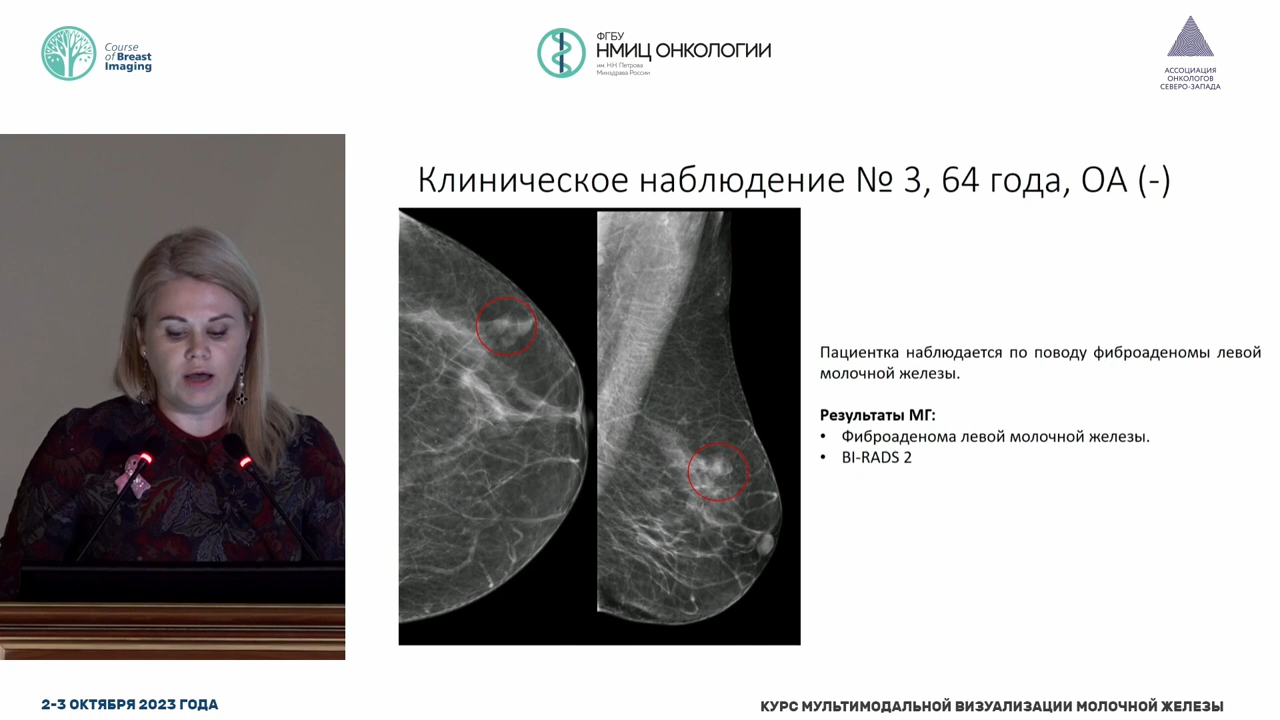 Course
of Breast
Imaging
ФГБУ
НМИЦ ОНКОЛОГИИ
им. Н.Н. Петрова
Минздрава России
АССОЦИАЦИЯ
ОНКОЛОГОВ
СЕВЕРО-ЗАПАДА
Клиническое наблюдение № 3, 64 года, ОА (-)
Пациентка наблюдается по поводу фиброаденомы левой
молочной железы.
Результаты МГ:
• Фиброаденома левой молочной железы.
• BI-RADS 2
2-3 ОКТЯБРЯ 2023 ГОДА
КУРС МУЛЬТИМОДАЛЬНОЙ ВИЗУАЛИЗАЦИИ МОЛОЧНОЙ ЖЕЛЕЗЫ